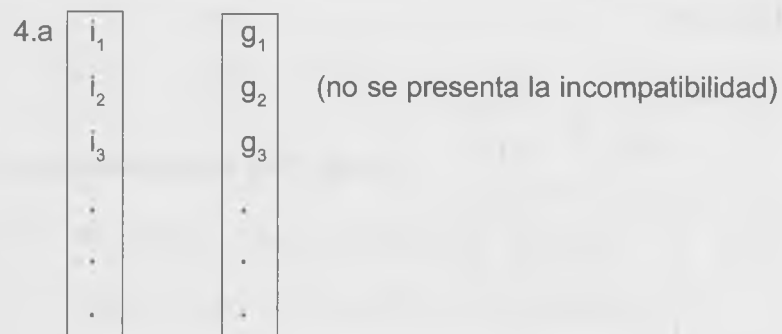 4.a i₁ g₁
i₂ g₂ (no se presenta la incompatibilidad)
i₃ g₃
. .
. .
. .